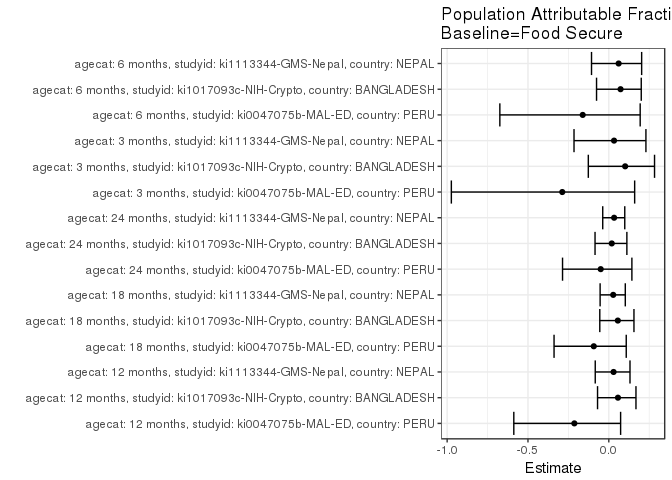 Population Attributable Fracti
Baseline=Food Secure
agecat: 6 months, studyid: ki1113344-GMS-Nepal, country: NEPAL
agecat: 6 months, studyid: ki1017093c-NIH-Crypto, country: BANGLADESH
agecat: 6 months, studyid: ki0047075b-MAL-ED, country: PERU
agecat: 3 months, studyid: ki1113344-GMS-Nepal, country: NEPAL
agecat: 3 months, studyid: ki1017093c-NIH-Crypto, country: BANGLADESH
agecat: 3 months, studyid: ki0047075b-MAL-ED, country: PERU
agecat: 24 months, studyid: ki1113344-GMS-Nepal, country: NEPAL
agecat: 24 months, studyid: ki1017093c-NIH-Crypto, country: BANGLADESH
agecat: 24 months, studyid: ki0047075b-MAL-ED, country: PERU
agecat: 18 months, studyid: ki1113344-GMS-Nepal, country: NEPAL
agecat: 18 months, studyid: ki1017093c-NIH-Crypto, country: BANGLADESH
agecat: 18 months, studyid: ki0047075b-MAL-ED, country: PERU
agecat: 12 months, studyid: ki1113344-GMS-Nepal, country: NEPAL
agecat: 12 months, studyid: ki1017093c-NIH-Crypto, country: BANGLADESH
agecat: 12 months, studyid: ki0047075b-MAL-ED, country: PERU
-1.0 -0.5 0.0
Estimate